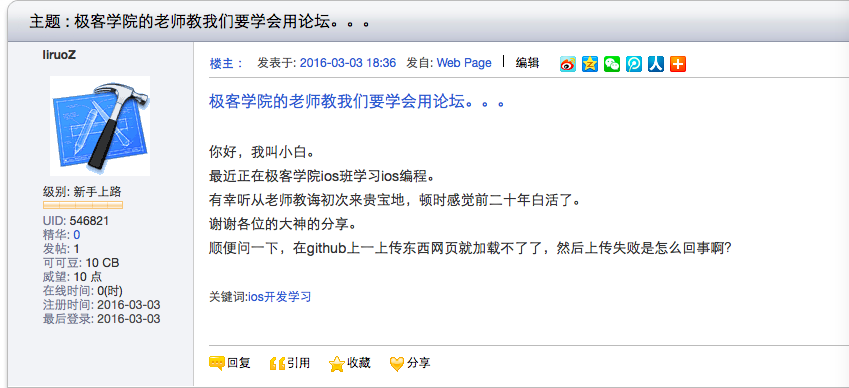 主题 : 极客学院的老师教我们要学会用论坛。。。
liruoZ
级别: 新手上路
UID: 546821
精华: 0
发帖: 1
可可豆: 10 CB
威望: 10 点
在线时间: 0(时)
注册时间: 2016-03-03
最后登录: 2016-03-03
楼主： 发表于: 2016-03-03 18:36 发自: Web Page | 编辑
极客学院的老师教我们要学会用论坛。。。
你好，我叫小白。
最近正在极客学院ios班学习ios编程。
有幸听从老师教诲初次来贵宝地，顿时感觉前二十年白活了。
谢谢各位的大神的分享。
顺便问一下，在github上一上传东西网页就加载不了了，然后上传失败是怎么回事啊?
关键词:ios开发学习
回复 引用 收藏 分享